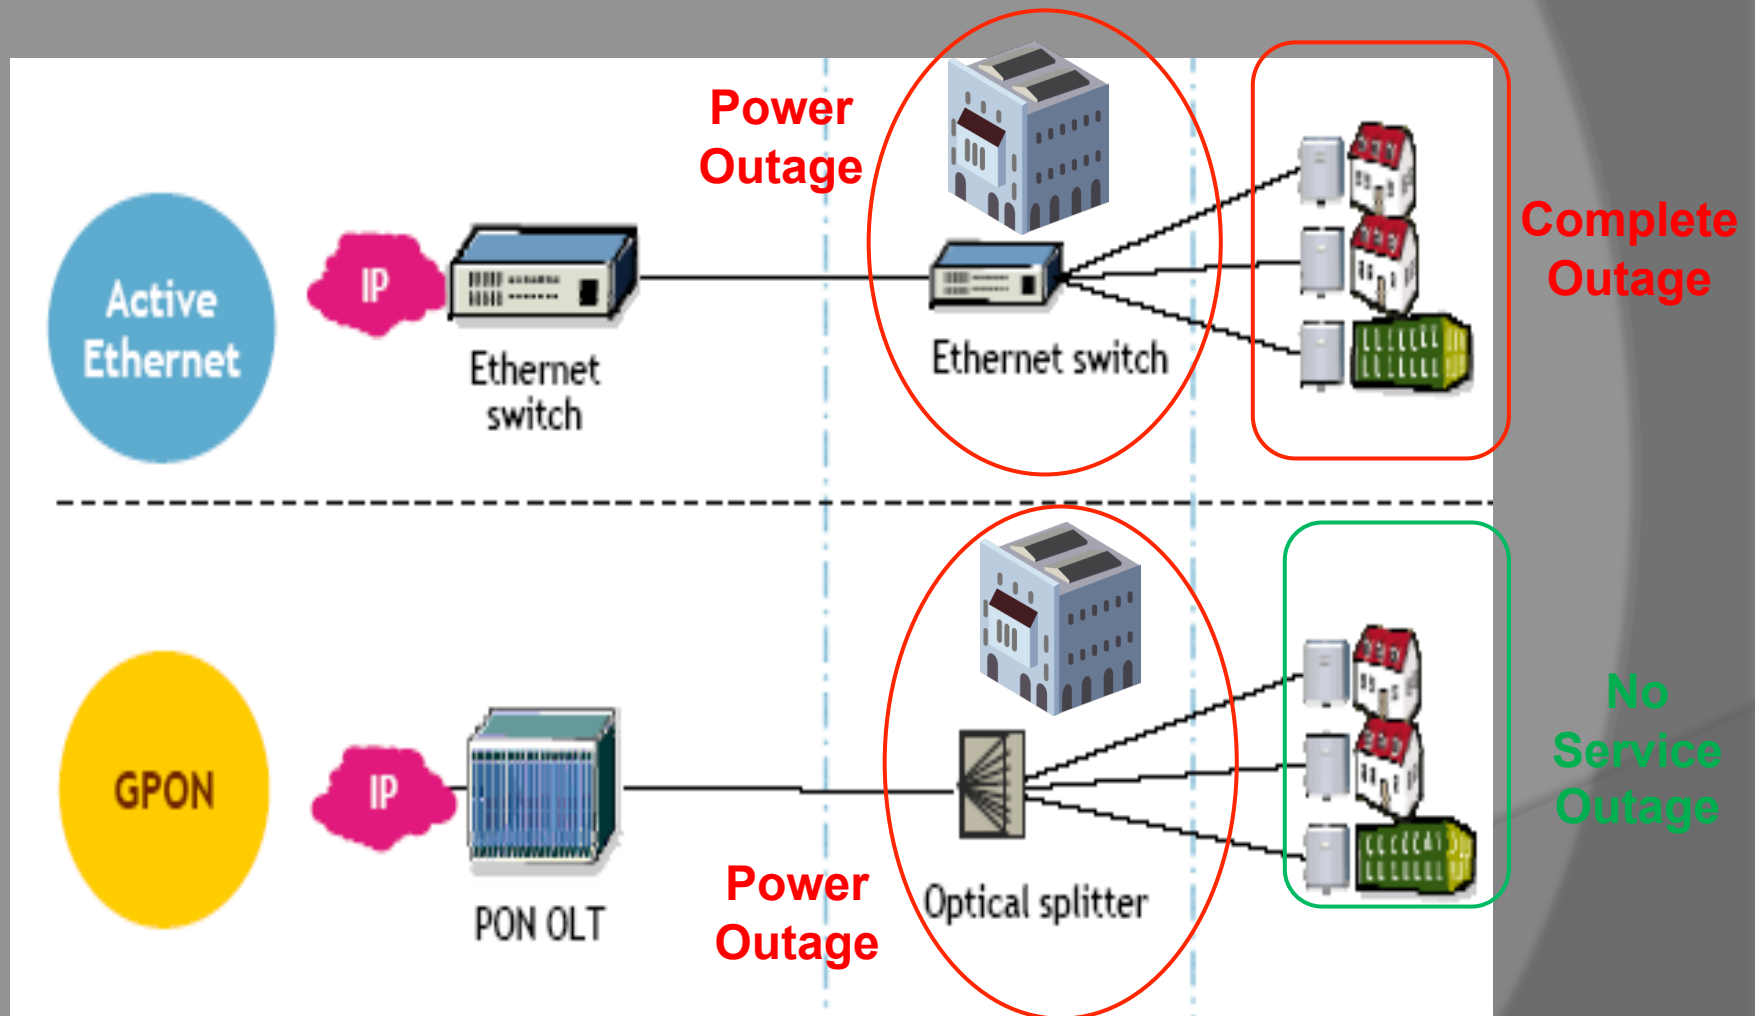 Power
Outage
Active
Ethernet
IP
Ethernet
switch
Ethernet switch
Complete
Outage
GPON
IP
PON OLT
Power
Outage
Optical splitter
No
Service
Outage